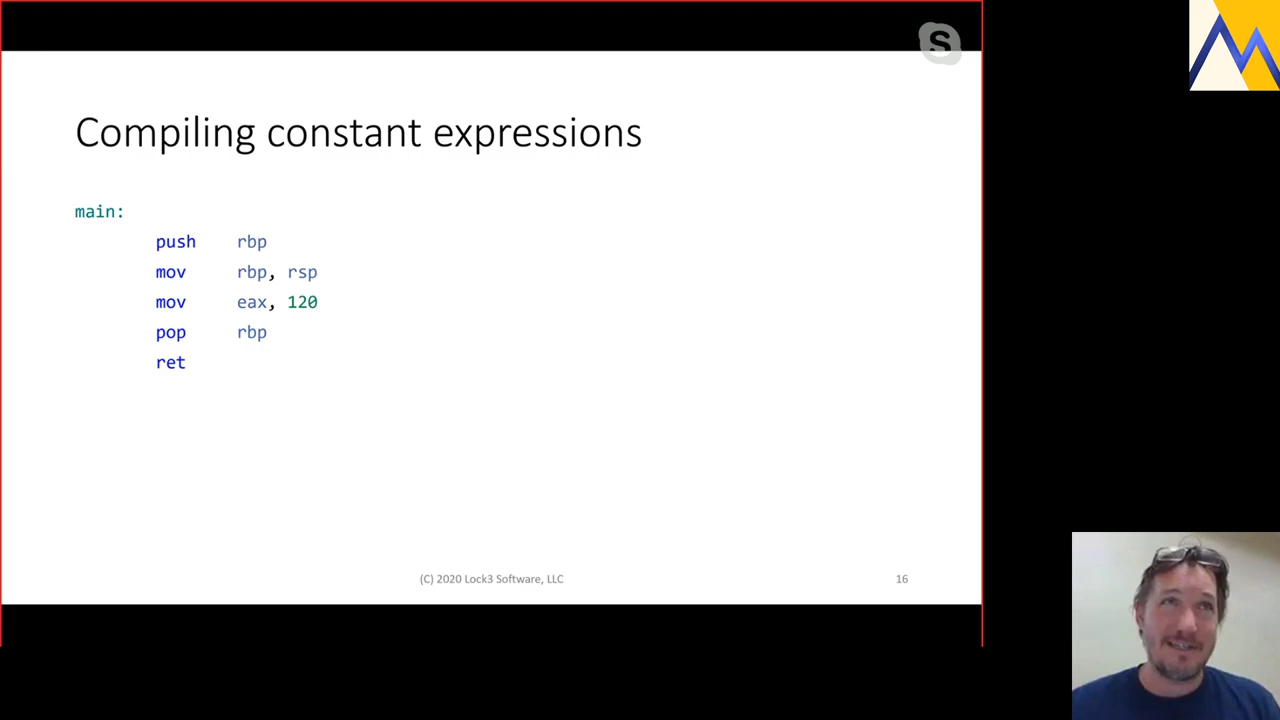 S
Compiling constant expressions
main:
push rbp
mov rbp, rsp
mov eax, 120
pop rbp
ret
(C) 2020 Lock3 Software, LLC
16